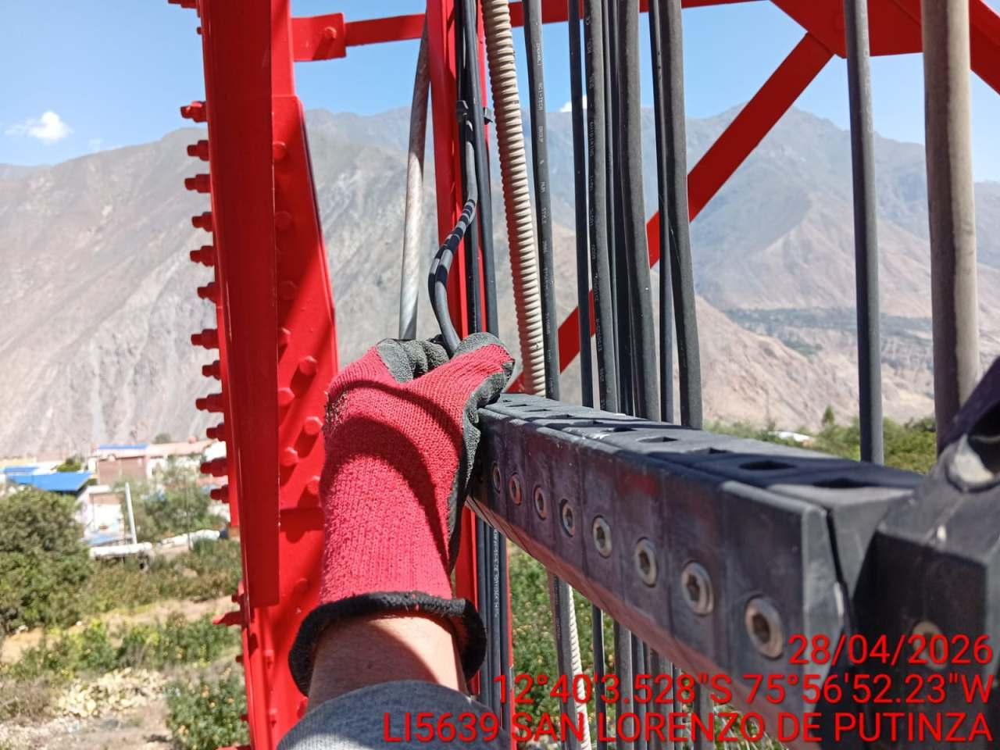 28/04/2026
12°40'3.528"S 75°56'52.23"W
LI5639 SAN LORENZO DE PUTINZA